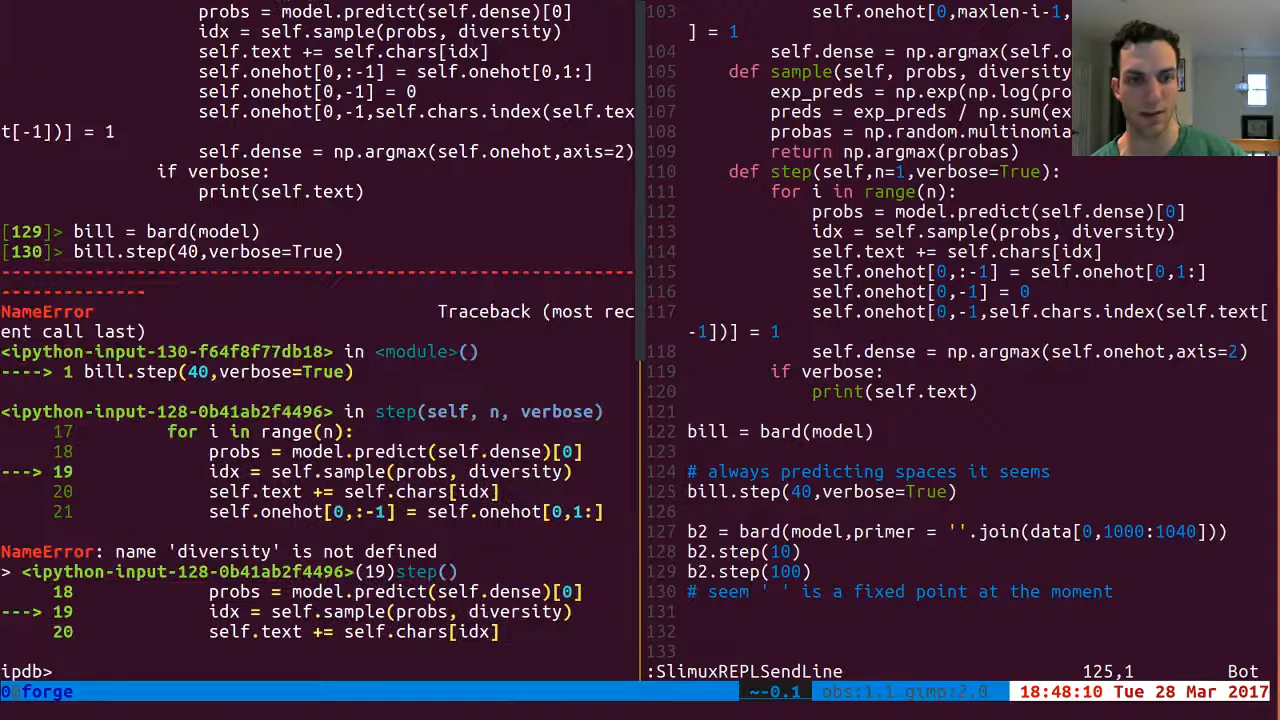 probs = model.predict(self.dense)[0]
idx = self.sample(probs, diversity)
self.text += self.chars[idx]
self.onehot[0,:-1] = self.onehot[0,1:]
self.onehot[0,-1] = 0
self.onehot[0,-1,self.chars.index(self.tex
t[-1])] = 1
self.dense = np.argmax(self.onehot,axis=2)
if verbose:
print(self.text)
[129]> bill = bard(model)
[130]> bill.step(40,verbose=True)
---------------------------------------------------------------------------
NameError Traceback (most rec
ent call last)
<ipython-input-130-f64f8f77db18> in <module>()
----> 1 bill.step(40,verbose=True)
<ipython-input-128-0b41ab2f4496> in step(self, n, verbose)
17 for i in range(n):
18 probs = model.predict(self.dense)[0]
---> 19 idx = self.sample(probs, diversity)
20 self.text += self.chars[idx]
21 self.onehot[0,:-1] = self.onehot[0,1:]
NameError: name 'diversity' is not defined
> <ipython-input-128-0b41ab2f4496>(19)step()
18 probs = model.predict(self.dense)[0]
---> 19 idx = self.sample(probs, diversity)
20 self.text += self.chars[idx]
ipdb>
103 self.onehot[0,maxlen-i-1,
] = 1
104 self.dense = np.argmax(self.o
105 def sample(self, probs, diversity
106 exp_preds = np.exp(np.log(pro
107 preds = exp_preds / np.sum(ex
108 probas = np.random.multinomia
109 return np.argmax(probas)
110 def step(self,n=1,verbose=True):
111 for i in range(n):
112 probs = model.predict(self.dense)[0]
113 idx = self.sample(probs, diversity)
114 self.text += self.chars[idx]
115 self.onehot[0,:-1] = self.onehot[0,1:]
116 self.onehot[0,-1] = 0
117 self.onehot[0,-1,self.chars.index(self.text[
-1])] = 1
118 self.dense = np.argmax(self.onehot,axis=2)
119 if verbose:
120 print(self.text)
121
122 bill = bard(model)
123
124 # always predicting spaces it seems
125 bill.step(40,verbose=True)
126
127 b2 = bard(model,primer = ''.join(data[0,1000:1040]))
128 b2.step(10)
129 b2.step(100)
130 # seem ' ' is a fixed point at the moment
131
132
133
:SlimuxREPLSendLine 125,1 Bot
0 forge ~-0.1 obs:1.1 gimp:2.0 18:48:10 Tue 28 Mar 2017